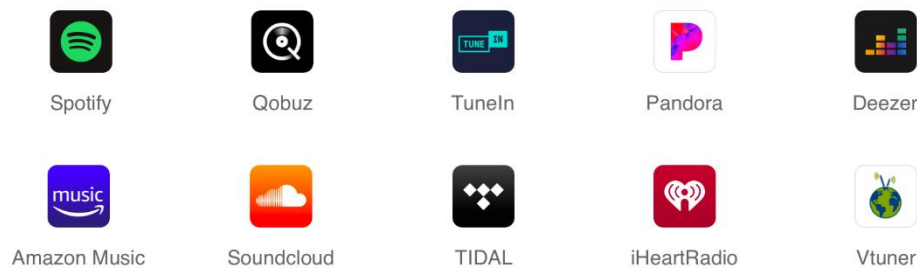 TUNE IN
Spotify
Qobuz
TuneIn
Pandora
Deezer
music
Amazon Music
Soundcloud
TIDAL
iHeartRadio
Vtuner